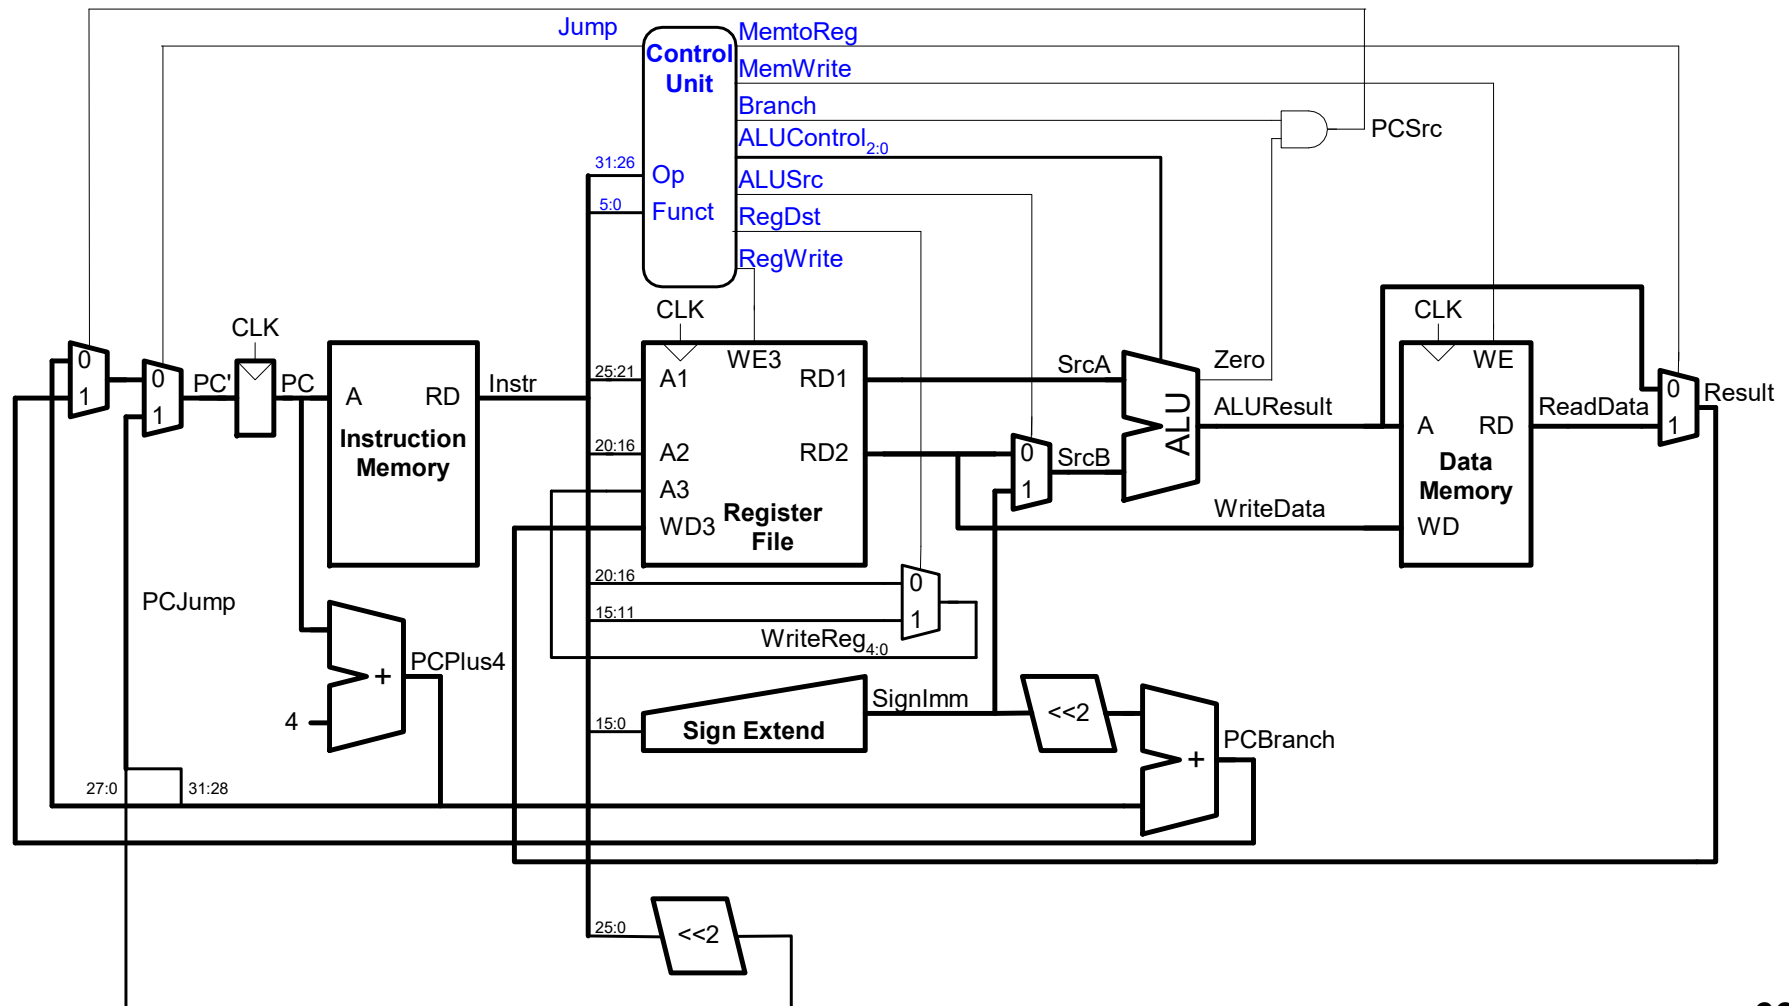 Jump
MemtoReg
Control
Unit
MemWrite
Branch
PCSrc
ALUControl2:0
31:26
Op
ALUSrc
5:0
Funct
RegDst
RegWrite
CLK
CLK
CLK
0
1
0
1
PC'
PC
A
RD
Instruction
Memory
Instr
25:21
A1
WE3
RD1
20:16
A2
RD2
A3
WD3
Register
File
SrcA
0
1
SrcB
ALU
Zero
ALUResult
WriteData
WE
A
RD
Data
Memory
WD
ReadData
0
1
Result
20:16
0
15:11
1
WriteReg4:0
PCJump
+
PCPlus4
4
15:0
Sign Extend
SignImm
<<2
+
PCBranch
27:0
31:28
25:0
<<2